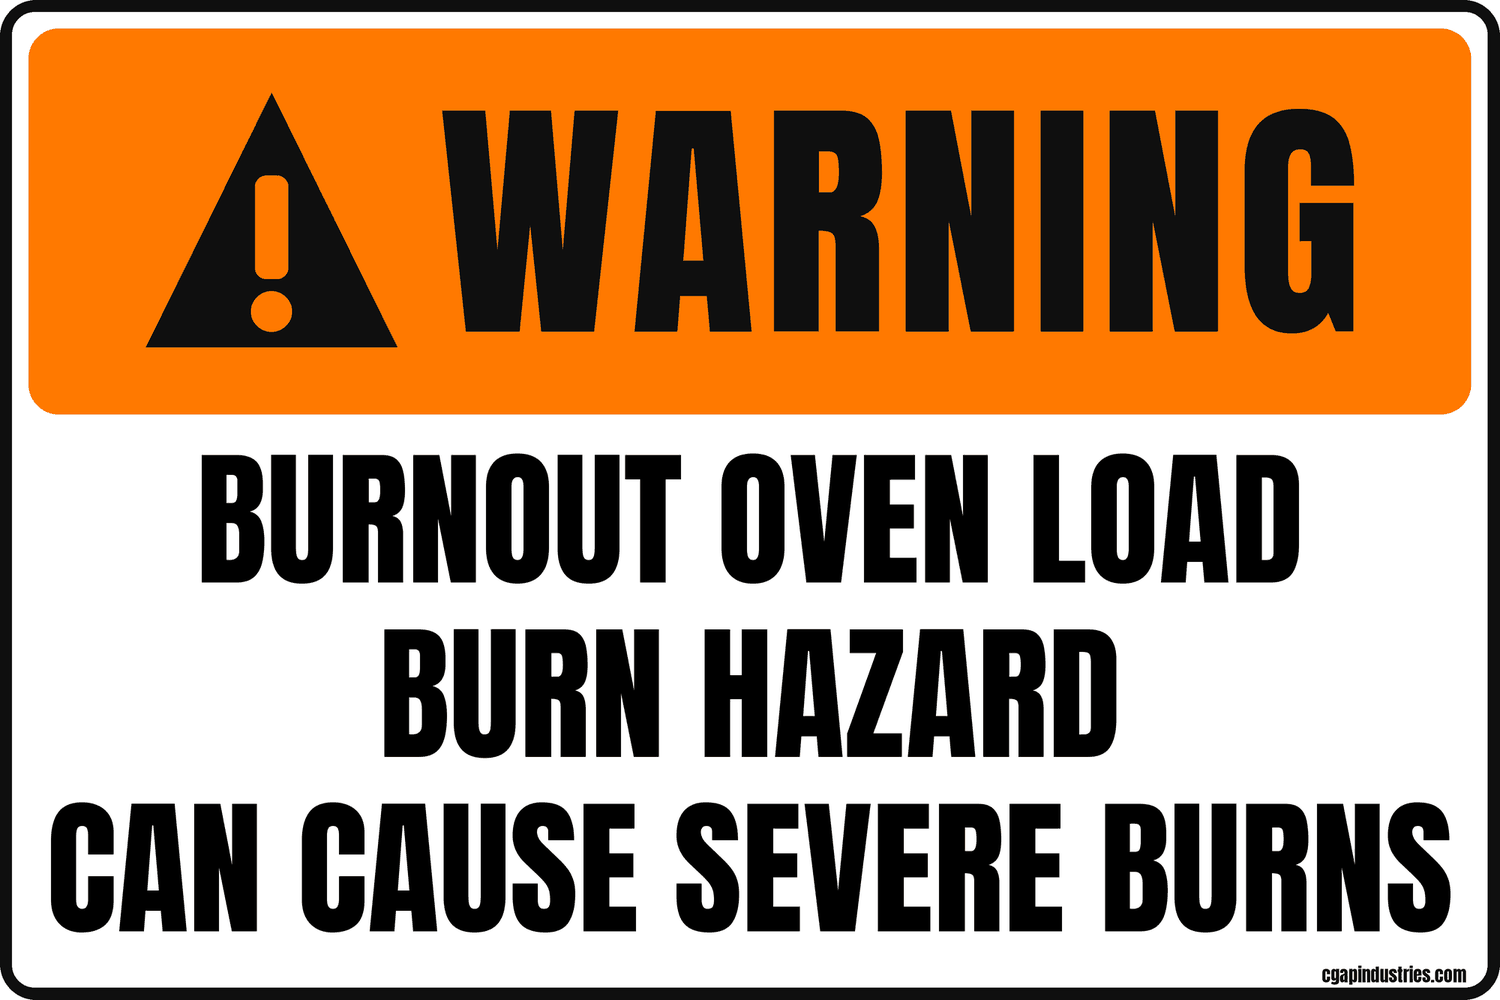 WARNING
BURNOUT OVEN LOAD
BURN HAZARD
CAN CAUSE SEVERE BURNS
cgapindustries.com